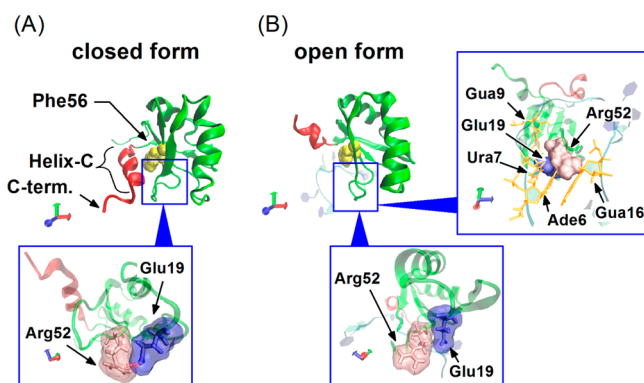 (A)
closed form
Phe56
Helix-C
C-term.
Glu19
Arg52
(B)
open form
Gua9
Arg52
Glu19
Ura7
Ade6
Gua16
Arg52
Glu19